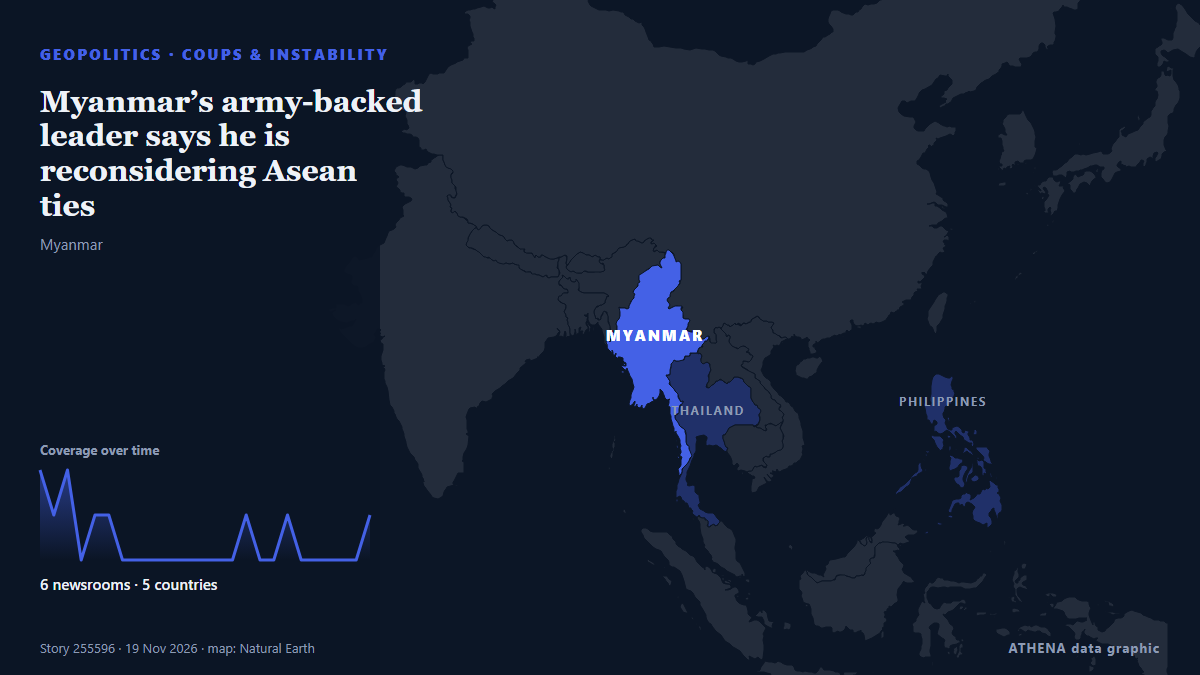 GEOPOLITICS · COUPS & INSTABILITY
Myanmar’s army-backed
leader says he is
reconsidering Asean
ties
Myanmar
MYANMAR
THAILAND
PHILIPPINES
Coverage over time
6 newsrooms · 5 countries
Story 255596 · 19 Nov 2026 · map: Natural Earth
ATHENA data graphic